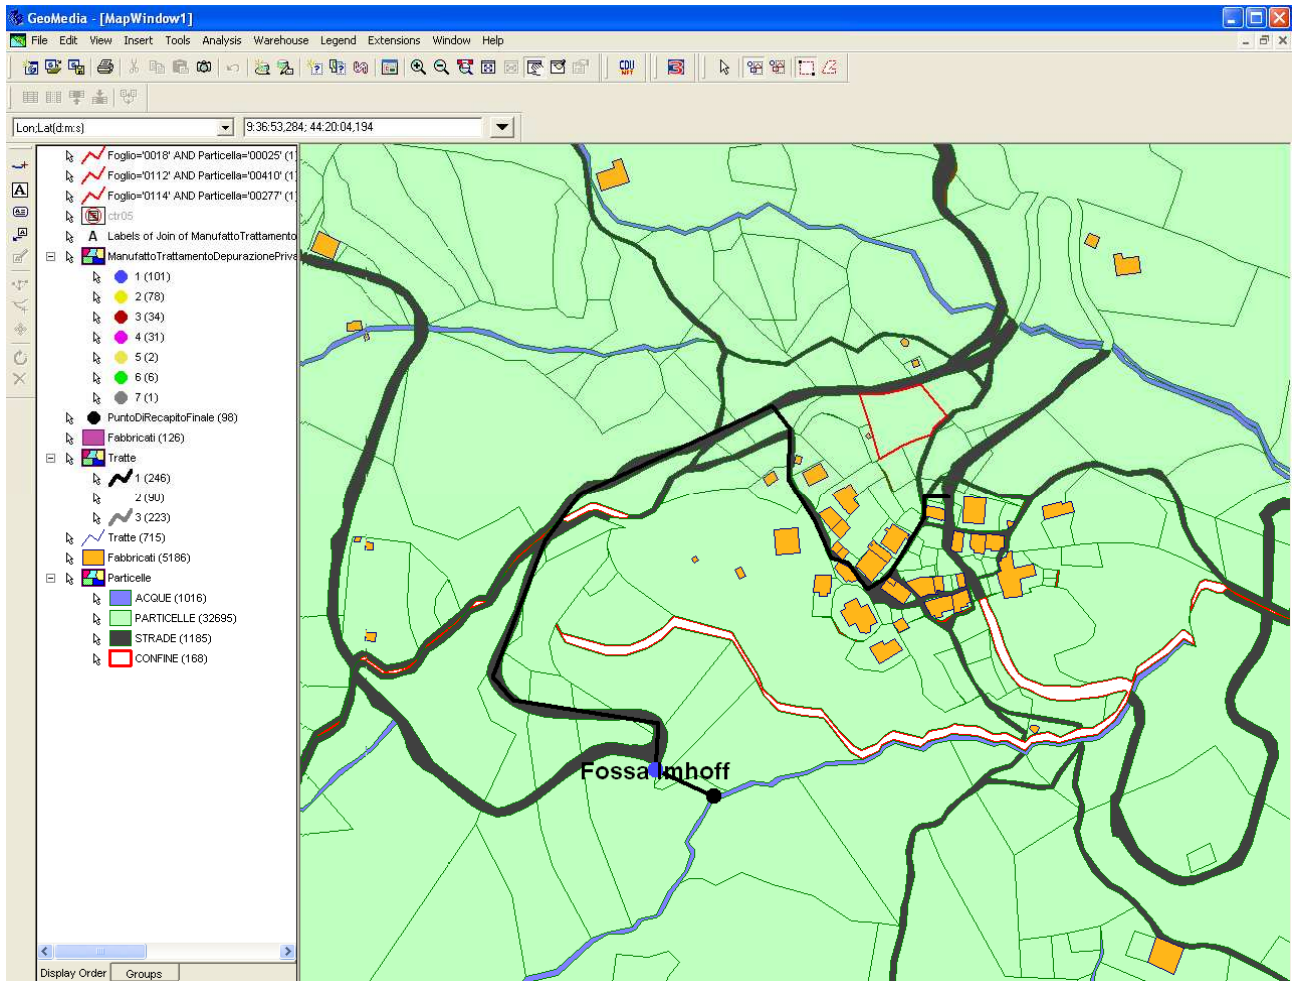 GeoMedia - [MapWindow1]
File Edit View Insert Tools Analysis Warehouse Legend Extensions Window Help
CDU
NET
Lon;Lat(d:m:s)
9:36:53,284; 44:20:04,194
Foglio='0018' AND Particella='00025' (1)
Foglio='0112' AND Particella='00410' (1)
Foglio='0114' AND Particella='00277' (1)
ctr05
A Labels of Join of ManufattoTrattamento
ManufattoTrattamentoDepurazionePriva
1 (101)
2 (78)
3 (34)
4 (31)
5 (2)
6 (6)
7 (1)
PuntoDiRecapitoFinale (98)
Fabbricati (126)
Tratte
1 (246)
2 (90)
3 (223)
Tratte (715)
Fabbricati (5186)
Particelle
ACQUE (1016)
PARTICELLE (32695)
STRADE (1185)
CONFINE (168)
Display Order Groups
Fossa Imhoff